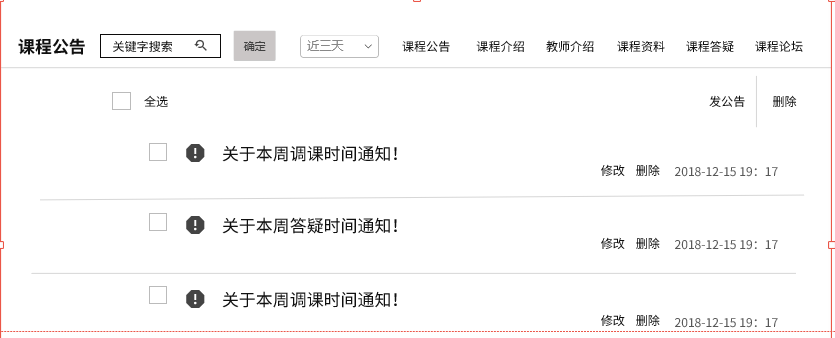 课程公告 关键字搜索 确定 近三天 课程公告 课程介绍 教师介绍 课程资料 课程答疑 课程论坛
全选 发公告 删除
关于本周调课时间通知！
修改 删除 2018-12-15 19：17
关于本周答疑时间通知！
修改 删除 2018-12-15 19：17
关于本周调课时间通知！
修改 删除 2018-12-15 19：17